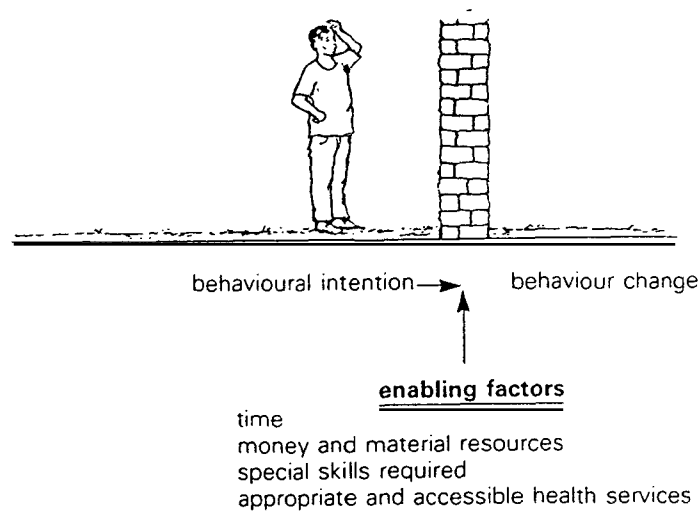 behavioural intention behaviour change
enabling factors
time
money and material resources
special skills required
appropriate and accessible health services